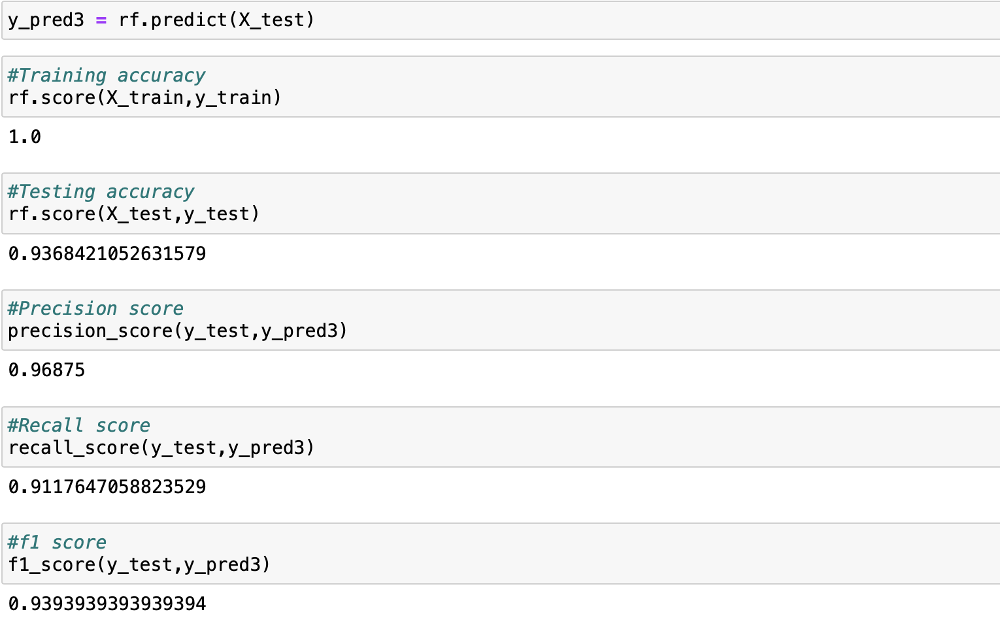 y_pred3 = rf.predict(X_test)
#Training accuracy
rf.score(X_train,y_train)
1.0
#Testing accuracy
rf.score(X_test,y_test)
0.9368421052631579
#Precision score
precision_score(y_test,y_pred3)
0.96875
#Recall score
recall_score(y_test,y_pred3)
0.9117647058823529
#f1 score
f1_score(y_test,y_pred3)
0.9393939393939394